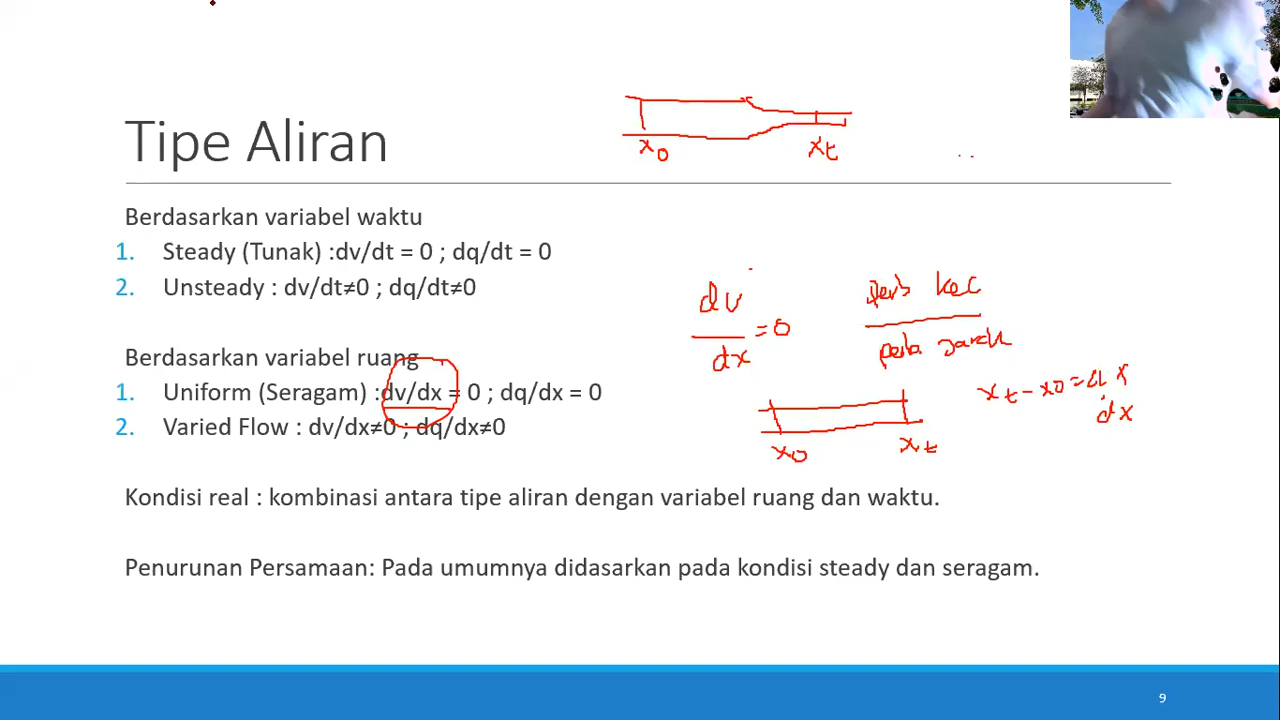 x0
xt
Tipe Aliran
Berdasarkan variabel waktu
1. Steady (Tunak) :dv/dt = 0 ; dq/dt = 0
2. Unsteady : dv/dt≠0 ; dq/dt≠0
dv
dx
=0
kec
Berdasarkan variabel ruang
1. Uniform (Seragam) :dv/dx = 0 ; dq/dx = 0
2. Varied Flow : dv/dx≠0 ; dq/dx≠0
xt - x0 = Δx
dx
x0
xt
Kondisi real : kombinasi antara tipe aliran dengan variabel ruang dan waktu.
Penurunan Persamaan: Pada umumnya didasarkan pada kondisi steady dan seragam.
9